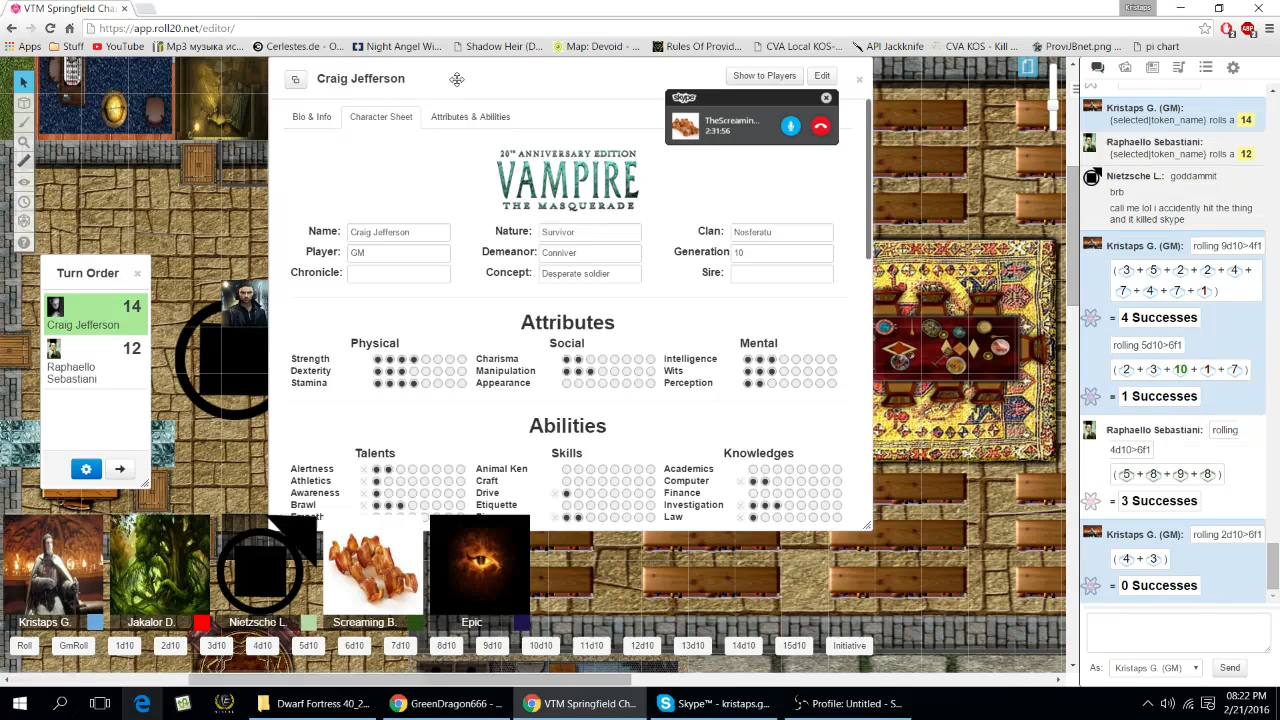 VTM Springfield Ch:
Kristaps
https://app.roll20.net/editor/
Apps
Stuff
YouTube
Night Angel Wi...
Cerlestes.de: Ko
Shadow Heir (D...
Map: Devoid - ...
Rules Of Provid...
CVA Local KOS-...
API Jackknife
CVA KOS - Kill ...
ProviJBnet.png ...
pi chart
Craig Jefferson
Show to Players
Edit
Bio & Info
Character Sheet
Attributes & Abilities
skype
TheScreamin...
2:31:56
20TH ANNIVERSARY EDITION
VAMPIRE
THE MASQUERADE
Name: Craig Jefferson
Nature: Survivor
Clan: Nosferatu
Player: GM
Demeanor: Conniver
Generation 10
Chronicle:
Concept: Desperate soldier
Sire:
Attributes
Physical
Social
Mental
Strength
Charisma
Intelligence
Dexterity
Manipulation
Wits
Stamina
Appearance
Perception
Abilities
Talents
Skills
Knowledges
Alertness
Animal Ken
Academics
Athletics
Craft
Computer
Awareness
Drive
Finance
Brawl
Etiquette
Investigation
Law
Turn Order
14
Craig Jefferson
12
Raphaello
Sebastiani
Kristaps G.
Jakalor D.
Nietzsche L.
Screaming B.
Epic
Roll
GmRoll
1d10
2d10
3d10
4d10
5d10
6d10
7d10
8d10
9d10
10d10
11d10
12d10
13d10
14d10
15d10
Initiative
Kristaps G. (GM):
{selected|token_name} rolls a 14
Raphaello Sebastiani:
{selected|token_name} rolls a 12
Nietzsche L.: goddamnit
brb
call me lol i accidently hit the thing
and it killed skype
Kristaps G. (GM): rolling 9d10>4f1
( 3 + 5 + 2 + 2 + 4 +
7 + 4 + 7 + 1 )
= 4 Successes
rolling 5d10>6f1
( 2 + 3 + 10 + 1 + 7 )
= 1 Successes
Raphaello Sebastiani: rolling
4d10>6f1
( 5 + 8 + 9 + 8 )
= 3 Successes
Kristaps G. (GM): rolling 2d10>6f1
( 4 + 3 )
= 0 Successes
As: Kristaps G. (GM)
Send
Dwarf Fortress 40_2...
GreenDragon666 - ...
VTM Springfield Ch...
Skype™ - kristaps.g...
Profile: Untitled - S...
08:22 PM
2/21/2016